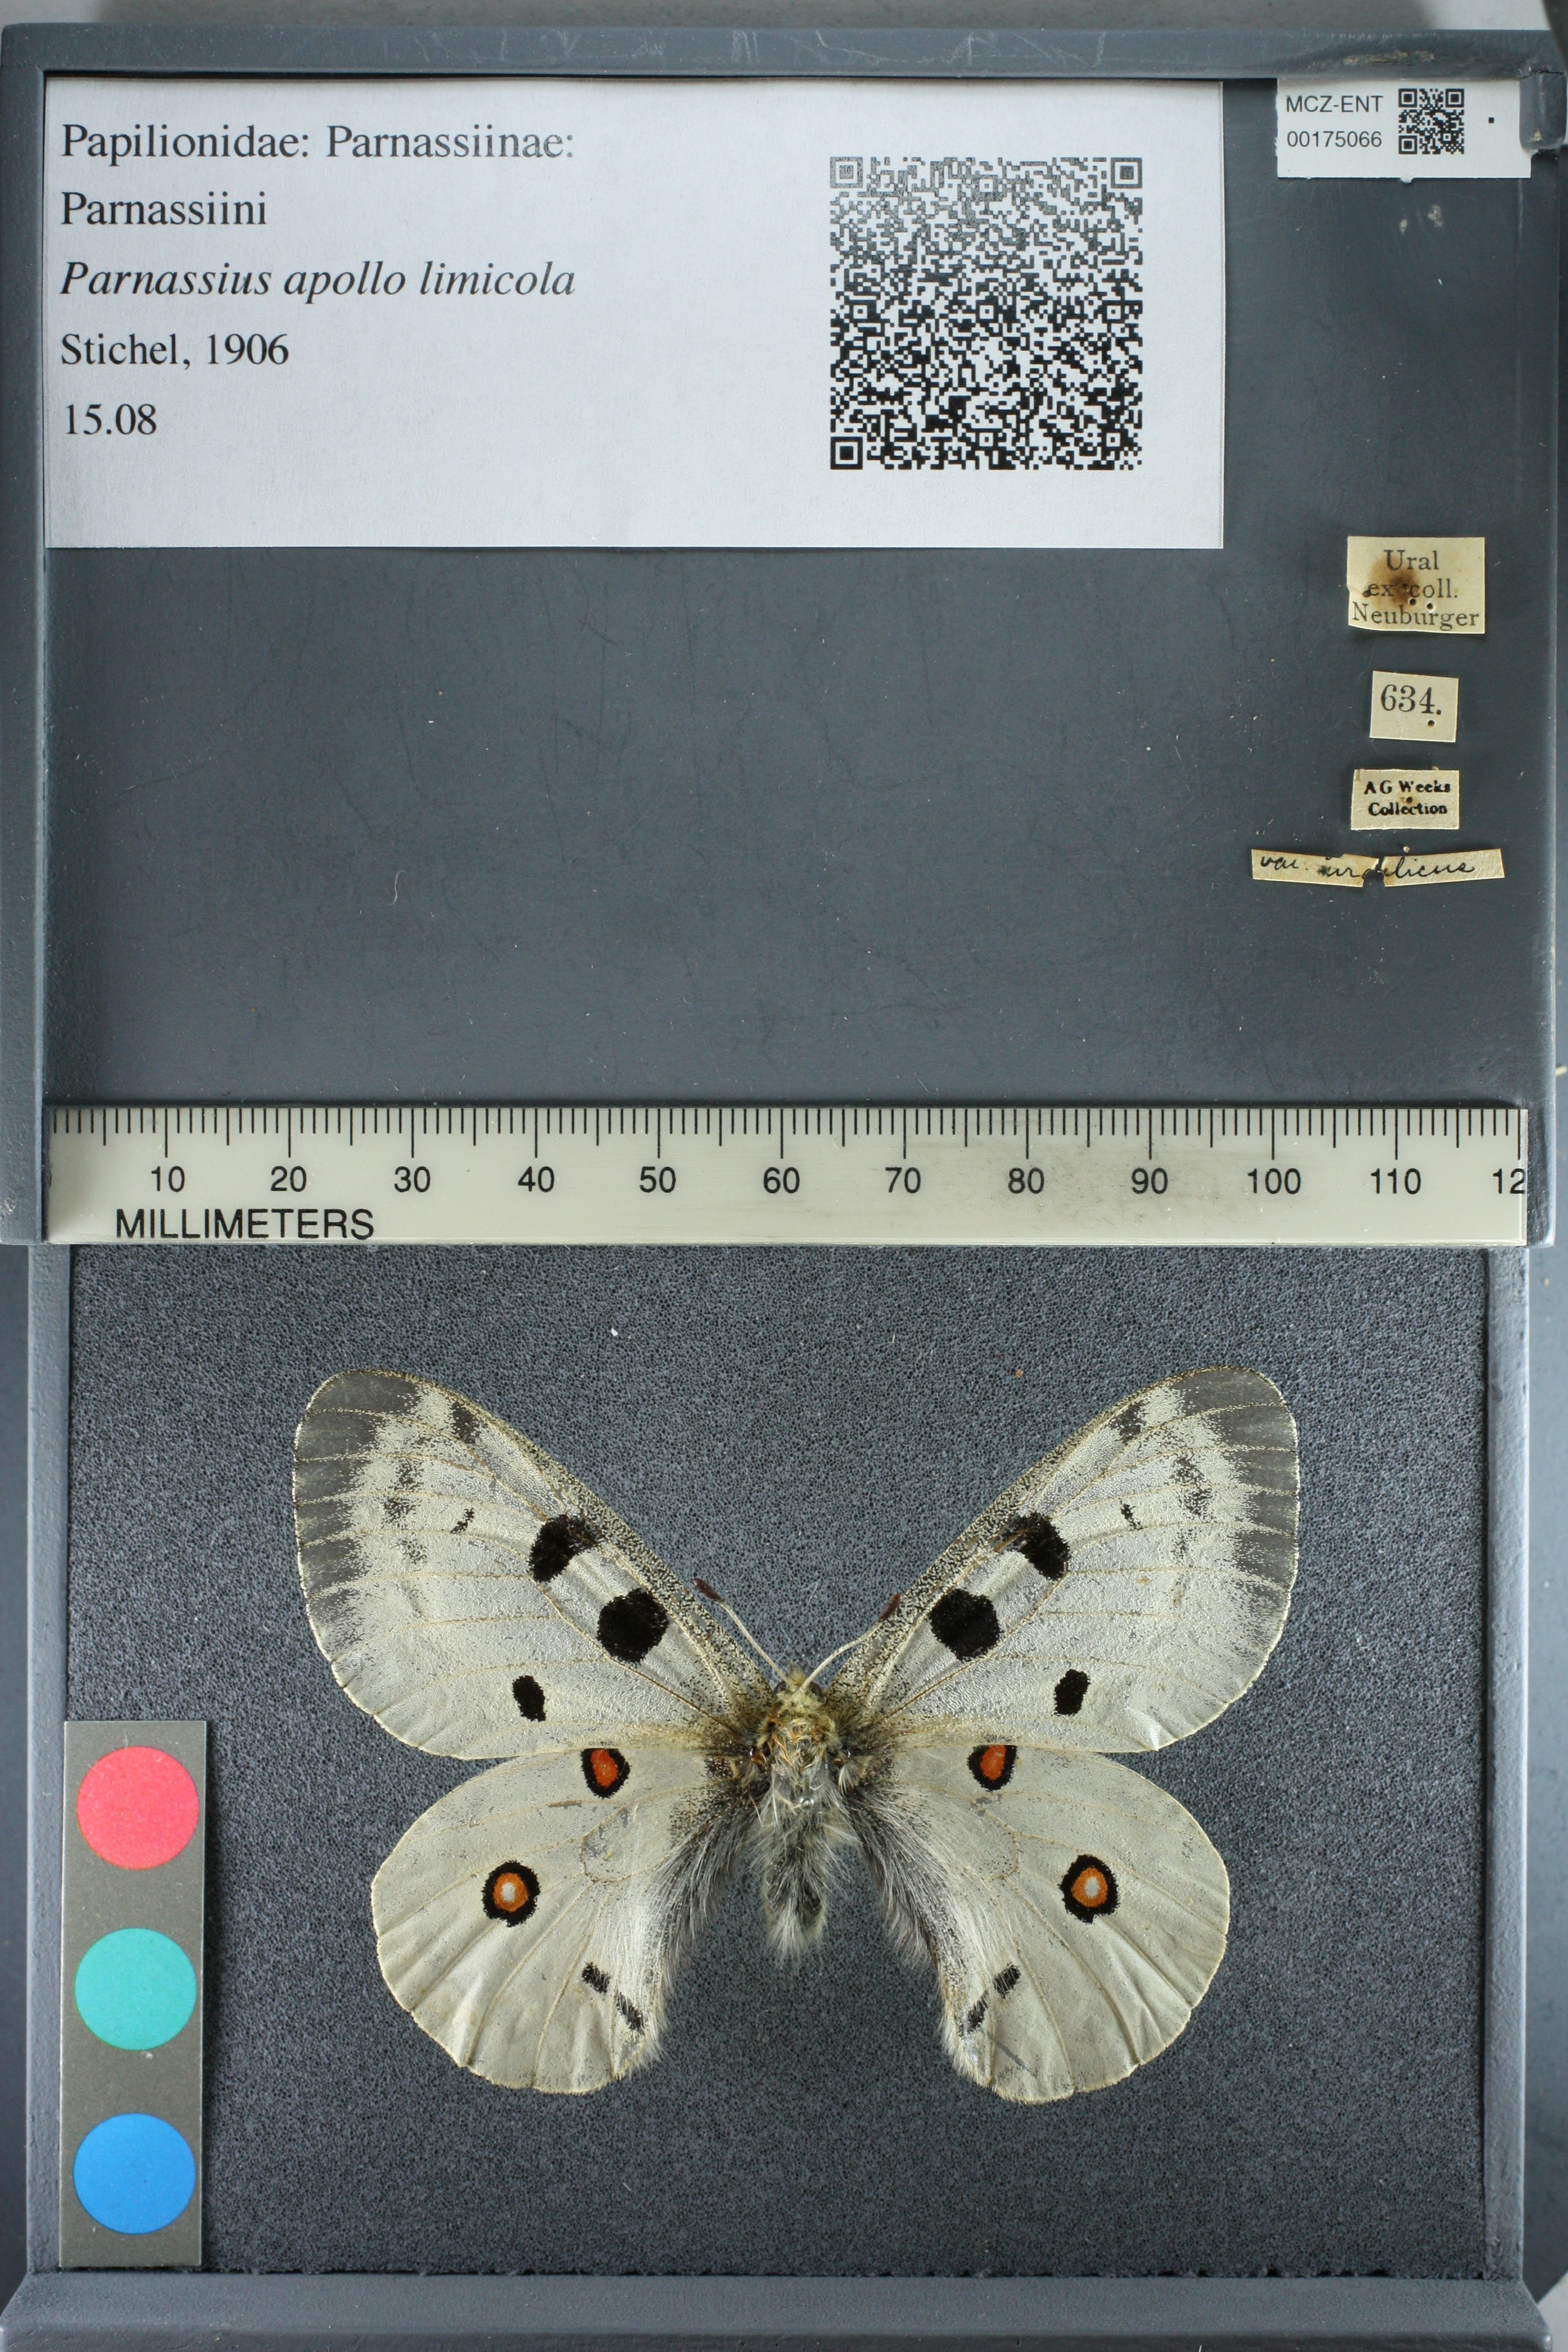 Papilionidae: Parnassiinae:
Parnassiini
Parnassius apollo limicola
Stichel, 1906
15.08
MCZ-ENT
00175066
Ural
ex coll.
Neuburger
634.
A G Weeks
Collection
var. uralicus
10 20 30 40 50 60 70 80 90 100 110 12
MILLIMETERS